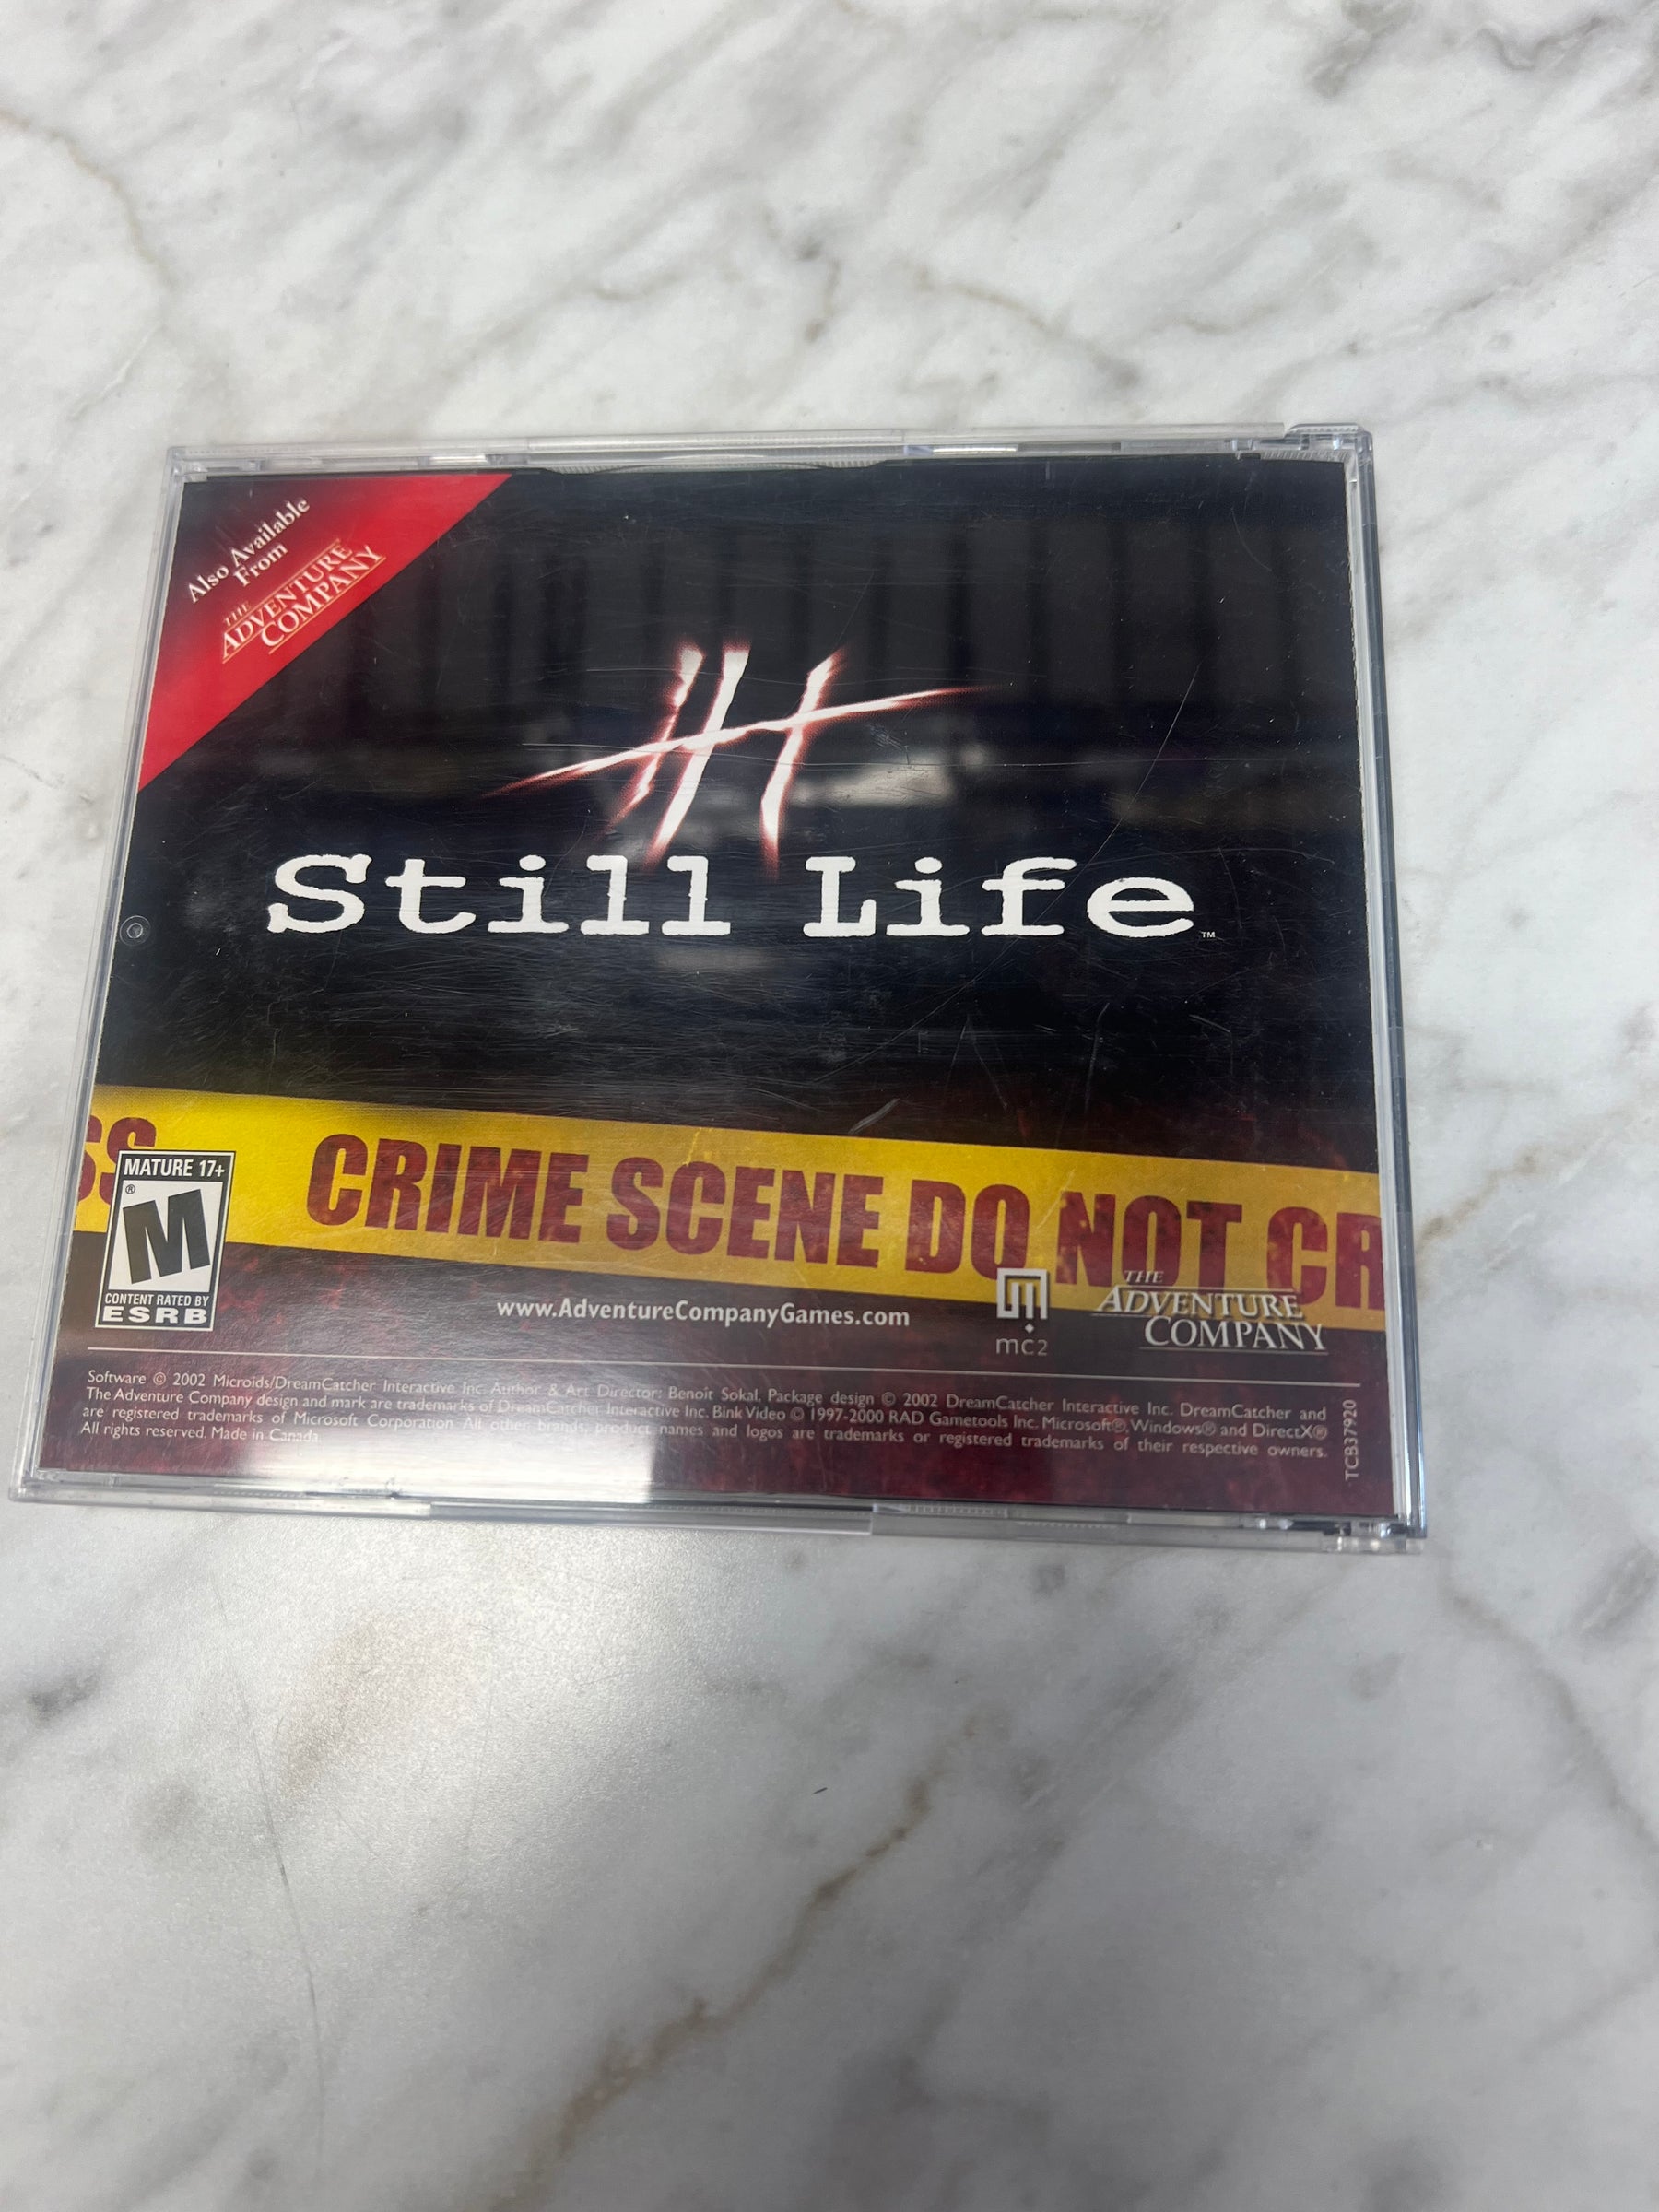 Also Available
From
THE
ADVENTURE
COMPANY
Still Life™
SS
CRIME SCENE DO NOT CR
MATURE 17+
M®
CONTENT RATED BY
ESRB
www.AdventureCompanyGames.com
mc2
THE
ADVENTURE
COMPANY
Software © 2002 Microids/DreamCatcher Interactive Inc. Author & Art Director: Benoit Sokal. Package design © 2002 DreamCatcher Interactive Inc. DreamCatcher and
The Adventure Company design and mark are trademarks of DreamCatcher Interactive Inc. Bink Video © 1997-2000 RAD Gametools Inc. Microsoft®, Windows® and DirectX®
are registered trademarks of Microsoft Corporation. All other brands, product names and logos are trademarks or registered trademarks of their respective owners.
All rights reserved. Made in Canada.
TCB37920